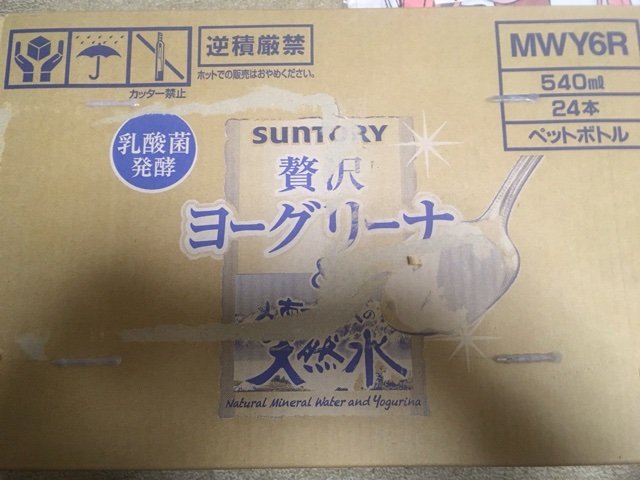 逆積厳禁
ホットでの販売はおやめください。
カッター禁止
MWY6R
540ml
24本
ペットボトル
乳酸菌
発酵
SUNTORY
贅沢
ヨーグリーナ
&
の
天然水
Natural Mineral Water and Yogurina